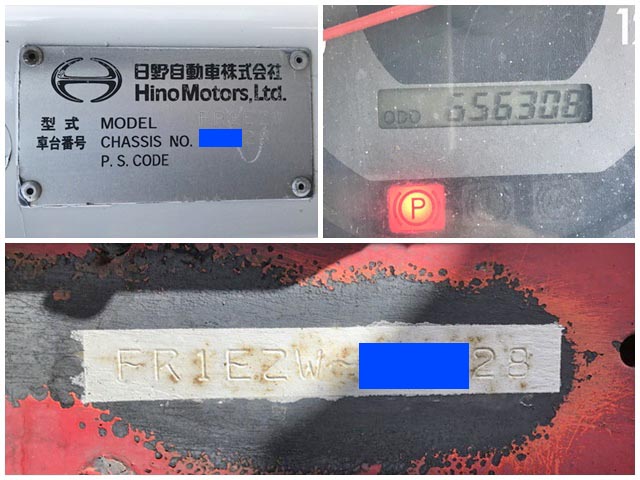 日野自動車株式会社
Hino Motors, Ltd.
型式 MODEL
車台番号 CHASSIS NO.
P. S. CODE
ODO 656308
P
FR1EZW-
28